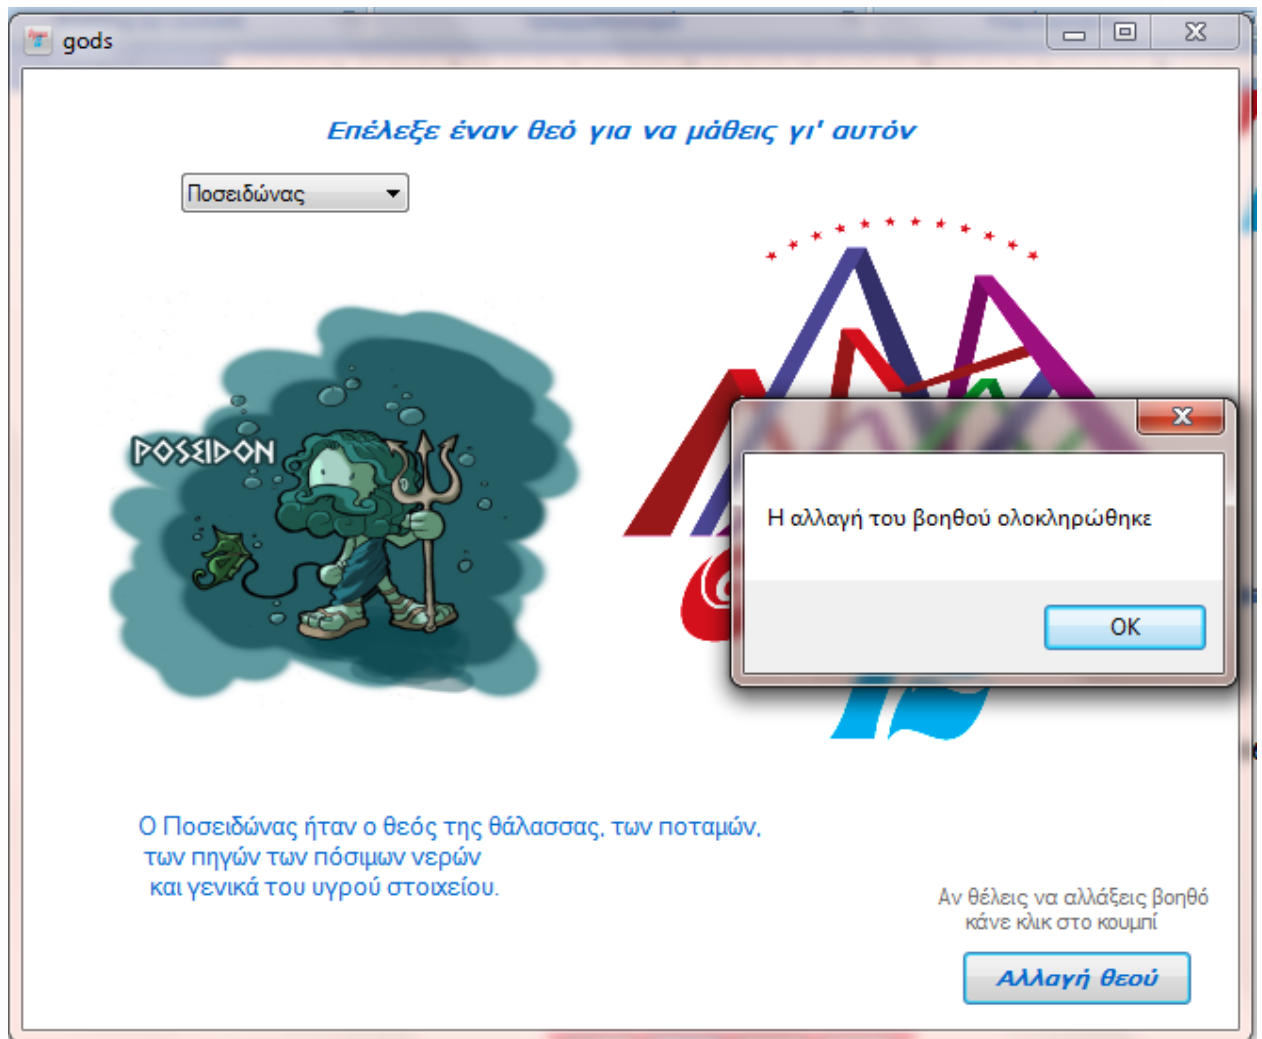 gods
Επέλεξε έναν θεό για να μάθεις γι' αυτόν
Ποσειδώνας
POSEIDON
Η αλλαγή του βοηθού ολοκληρώθηκε
OK
Ο Ποσειδώνας ήταν ο θεός της θάλασσας, των ποταμών,
των πηγών των πόσιμων νερών
και γενικά του υγρού στοιχείου.
Αν θέλεις να αλλάξεις βοηθό
κάνε κλικ στο κουμπί
Αλλαγή θεού